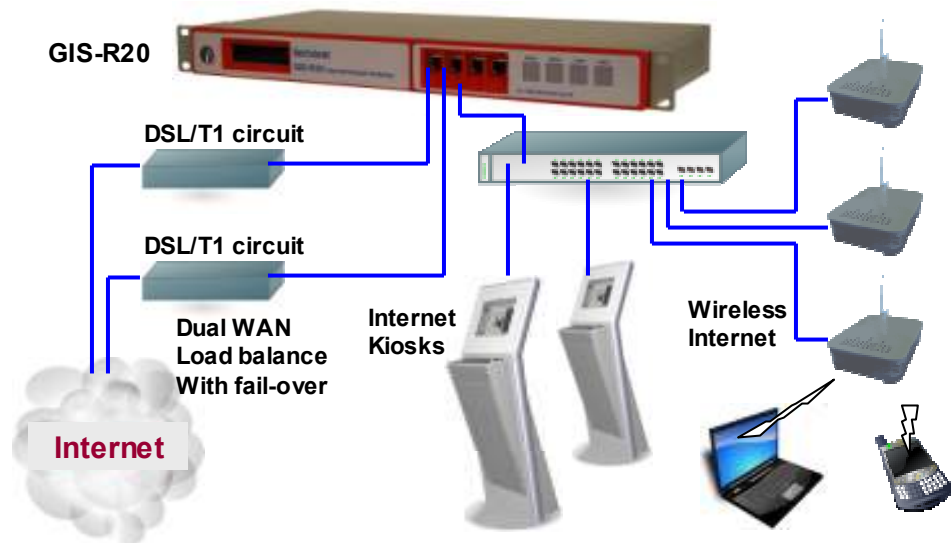 GIS-R20
DSL/T1 circuit
DSL/T1 circuit
Dual WAN
Load balance
With fail-over
Internet
Kiosks
Wireless
Internet
Internet